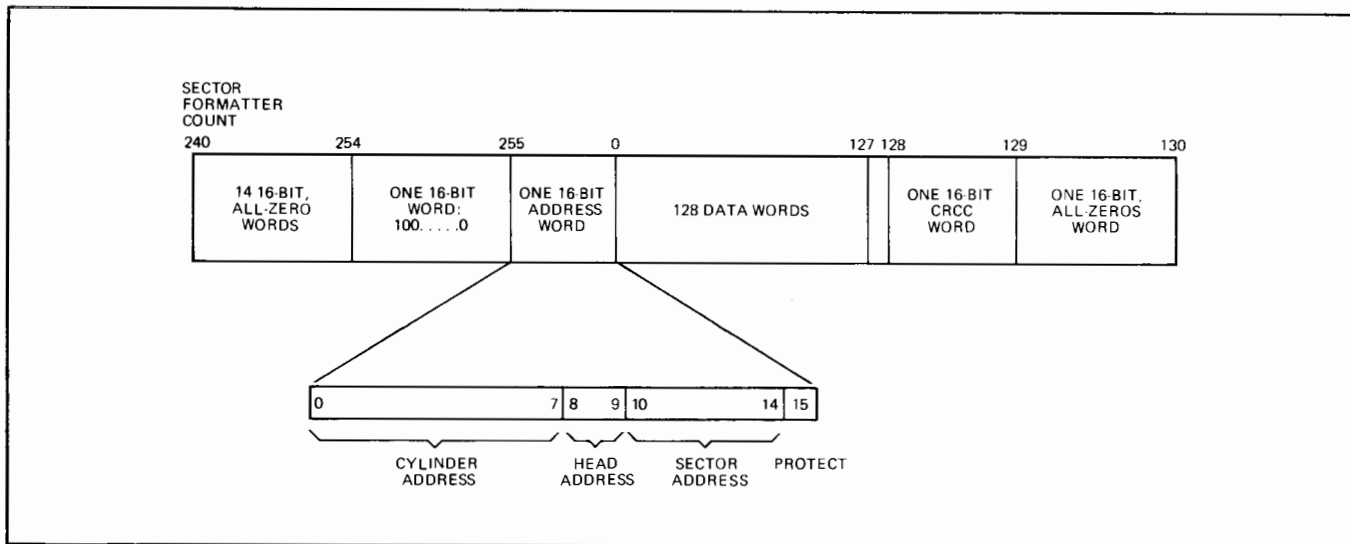 SECTOR
FORMATTER
COUNT
240 254 255 0 127 128 129 130
14 16-BIT,
ALL-ZERO
WORDS
ONE 16-BIT
WORD:
100.....0
ONE 16-BIT
ADDRESS
WORD
128 DATA WORDS
ONE 16-BIT
CRCC
WORD
ONE 16-BIT,
ALL-ZEROS
WORD
0 7 8 9 10 14 15
CYLINDER
ADDRESS
HEAD
ADDRESS
SECTOR
ADDRESS
PROTECT